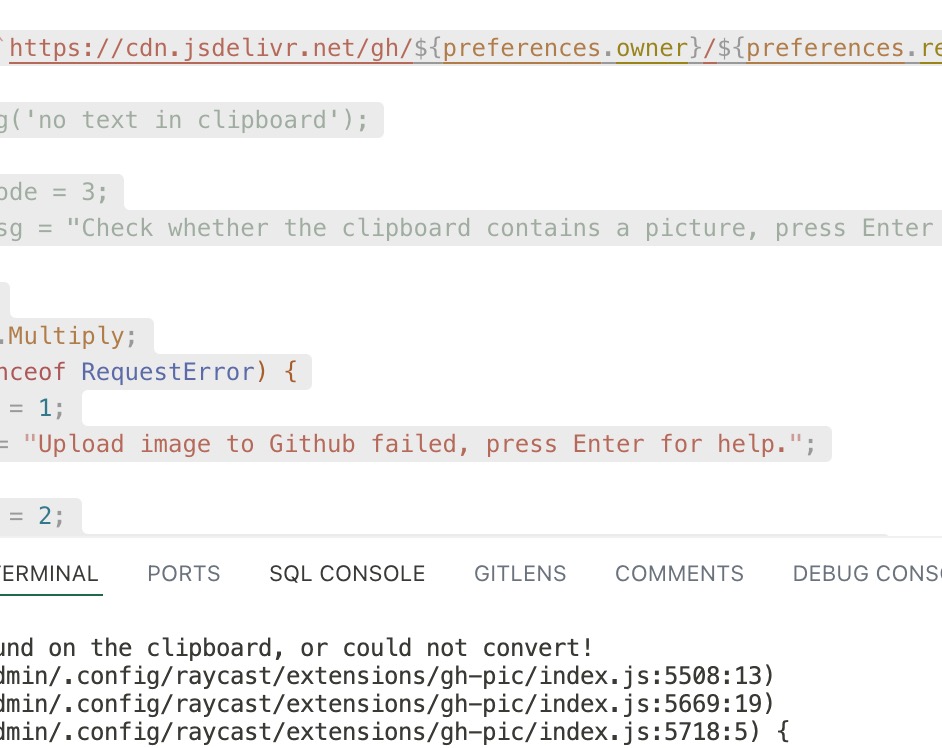 `https://cdn.jsdelivr.net/gh/${preferences.owner}/${preferences.re
g('no text in clipboard');
ode = 3;
sg = "Check whether the clipboard contains a picture, press Enter
.Multiply;
nceof RequestError) {
= 1;
= "Upload image to Github failed, press Enter for help.";
= 2;
TERMINAL PORTS SQL CONSOLE GITLENS COMMENTS DEBUG CONSO
und on the clipboard, or could not convert!
dmin/.config/raycast/extensions/gh-pic/index.js:5508:13)
dmin/.config/raycast/extensions/gh-pic/index.js:5669:19)
dmin/.config/raycast/extensions/gh-pic/index.js:5718:5) {